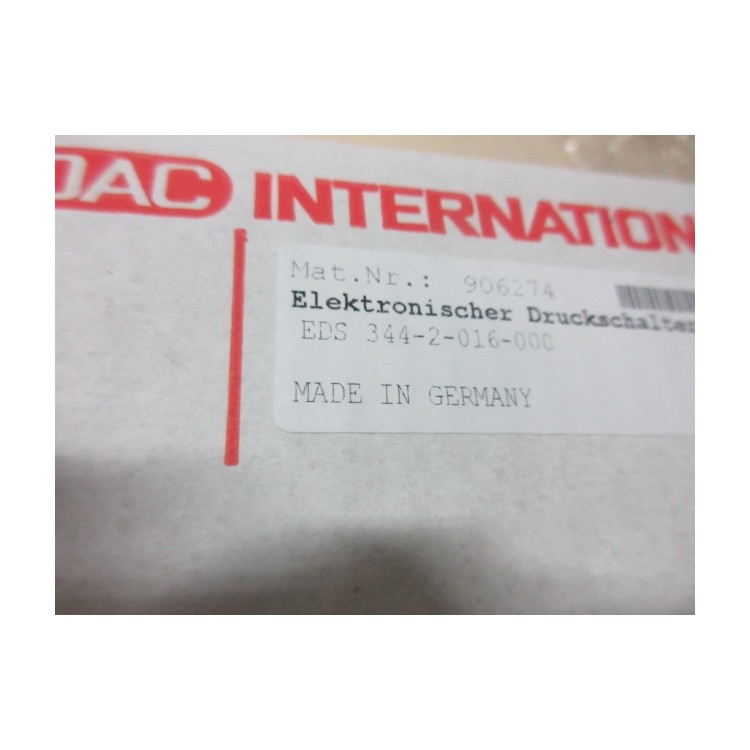 DAC INTERNATION
Mat.Nr.: 906274
Elektronischer Druckschalter
EDS 344-2-016-000
MADE IN GERMANY